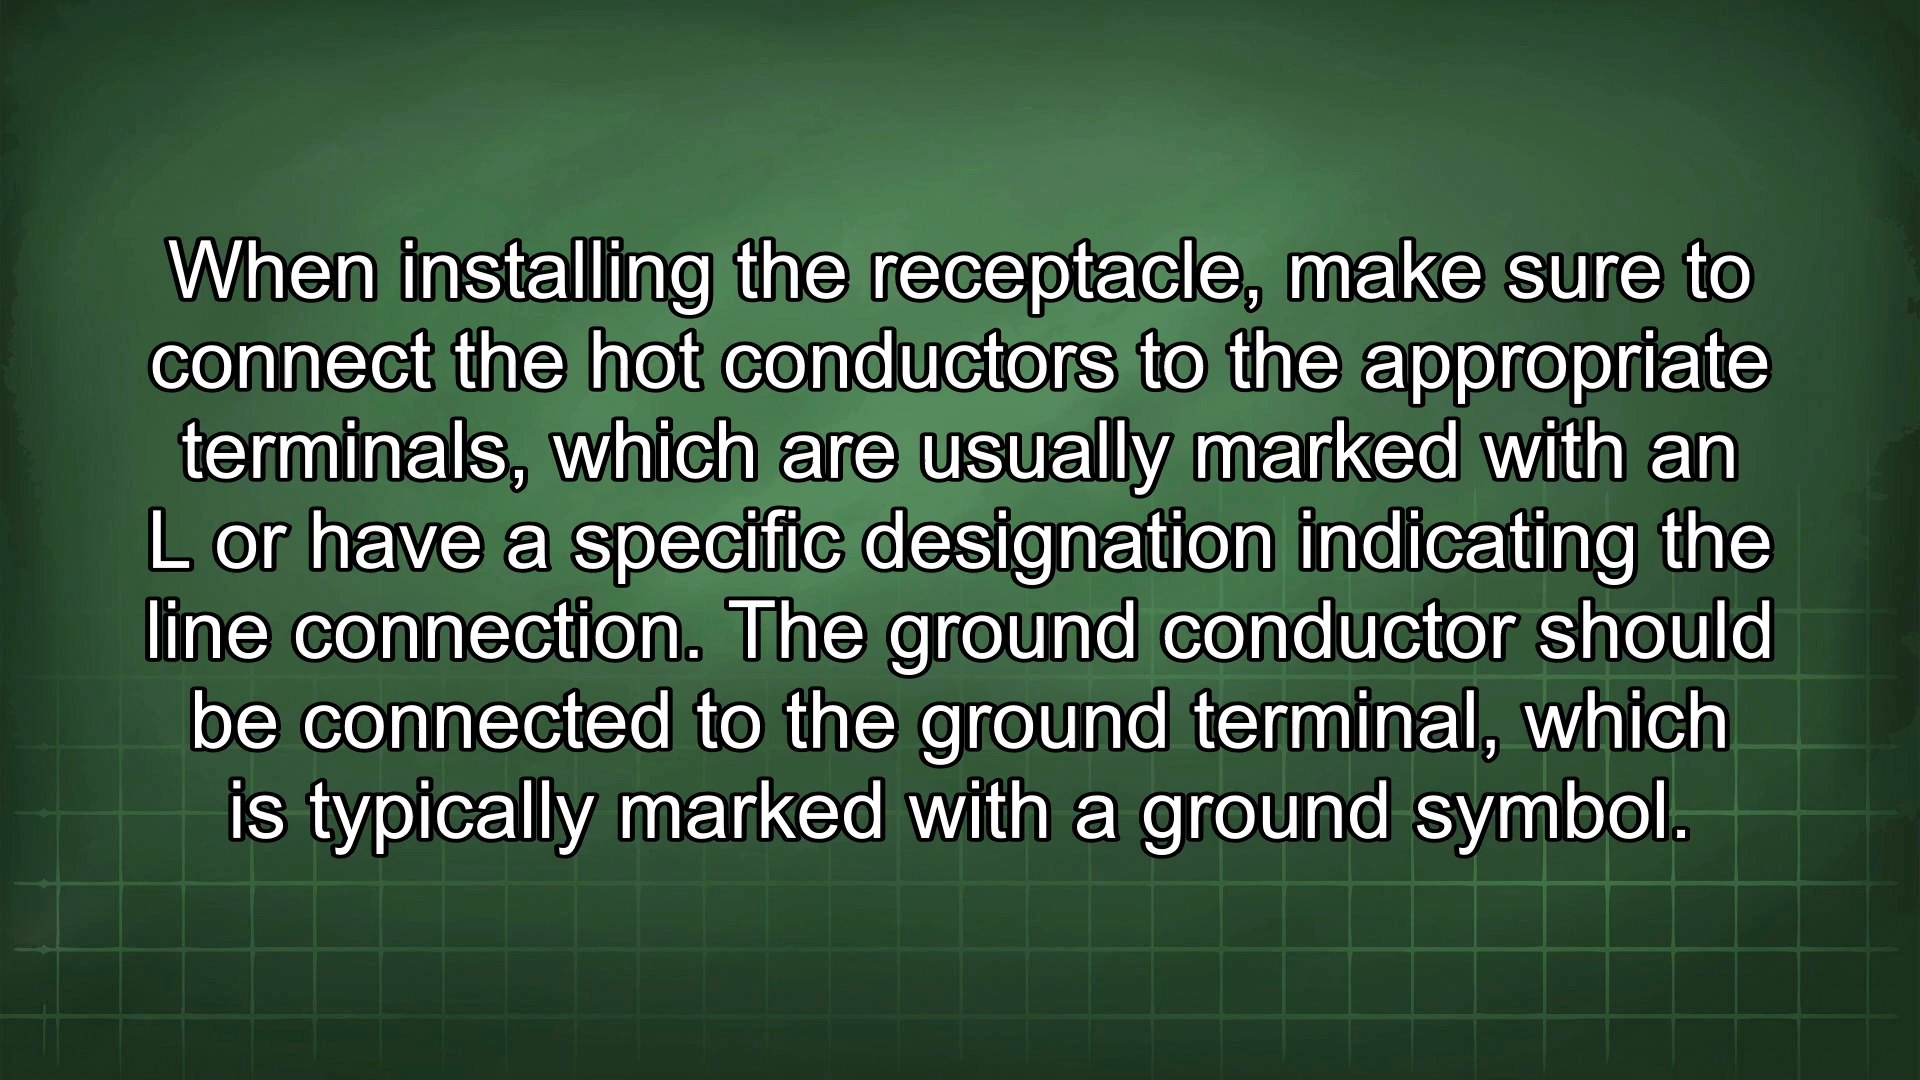 When installing the receptacle, make sure to
connect the hot conductors to the appropriate
terminals, which are usually marked with an
L or have a specific designation indicating the
line connection. The ground conductor should
be connected to the ground terminal, which
is typically marked with a ground symbol.